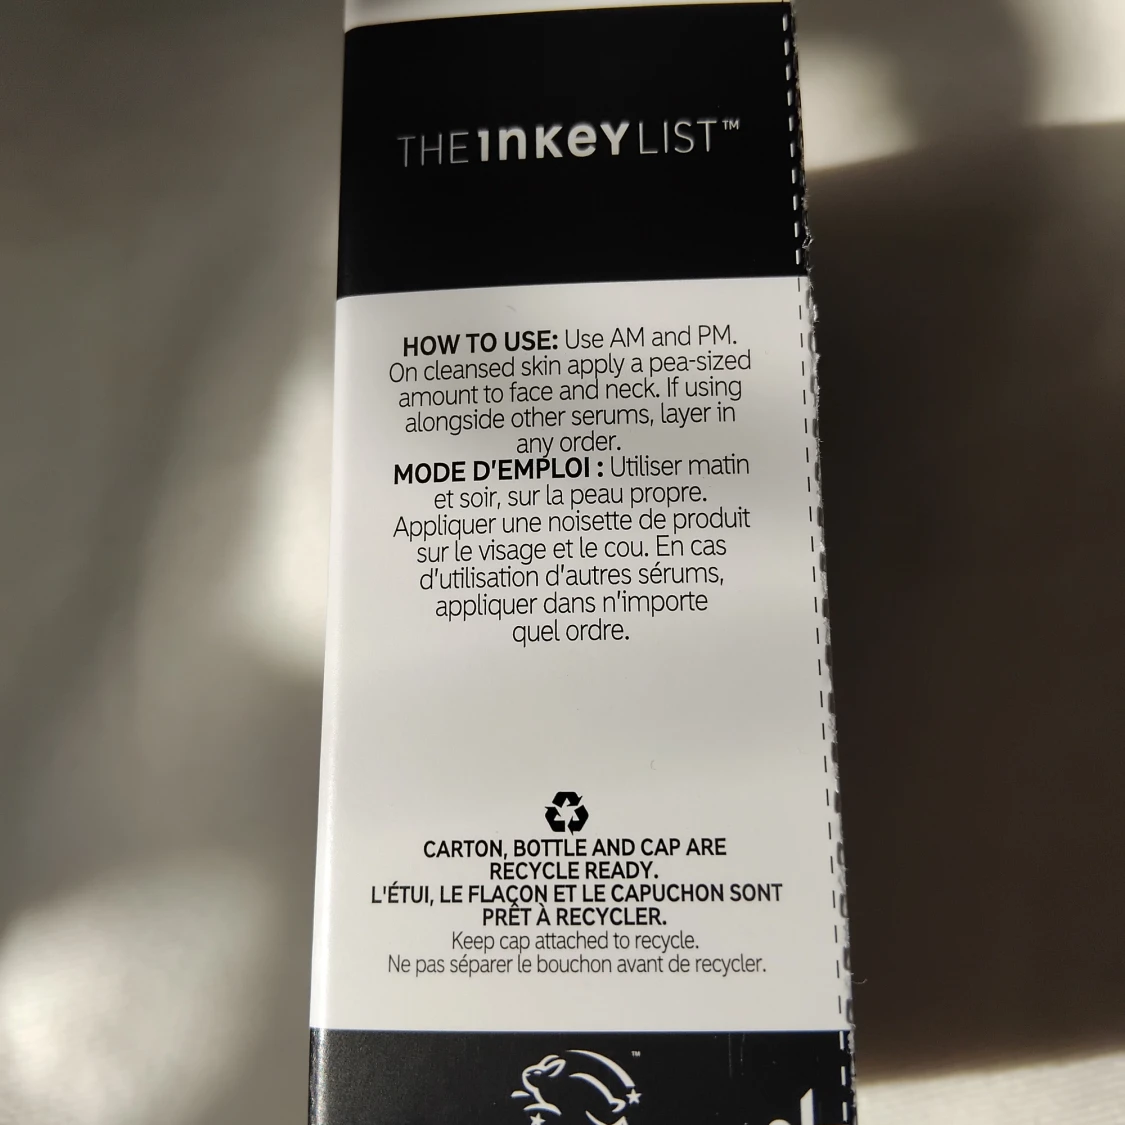 THE INKEY LIST™
HOW TO USE: Use AM and PM.
On cleansed skin apply a pea-sized
amount to face and neck. If using
alongside other serums, layer in
any order.
MODE D'EMPLOI : Utiliser matin
et soir, sur la peau propre.
Appliquer une noisette de produit
sur le visage et le cou. En cas
d'utilisation d'autres sérums,
appliquer dans n'importe
quel ordre.
CARTON, BOTTLE AND CAP ARE
RECYCLE READY.
L'ÉTUI, LE FLAÇON ET LE CAPUCHON SONT
PRÊT À RECYCLER.
Keep cap attached to recycle.
Ne pas séparer le bouchon avant de recycler.
™